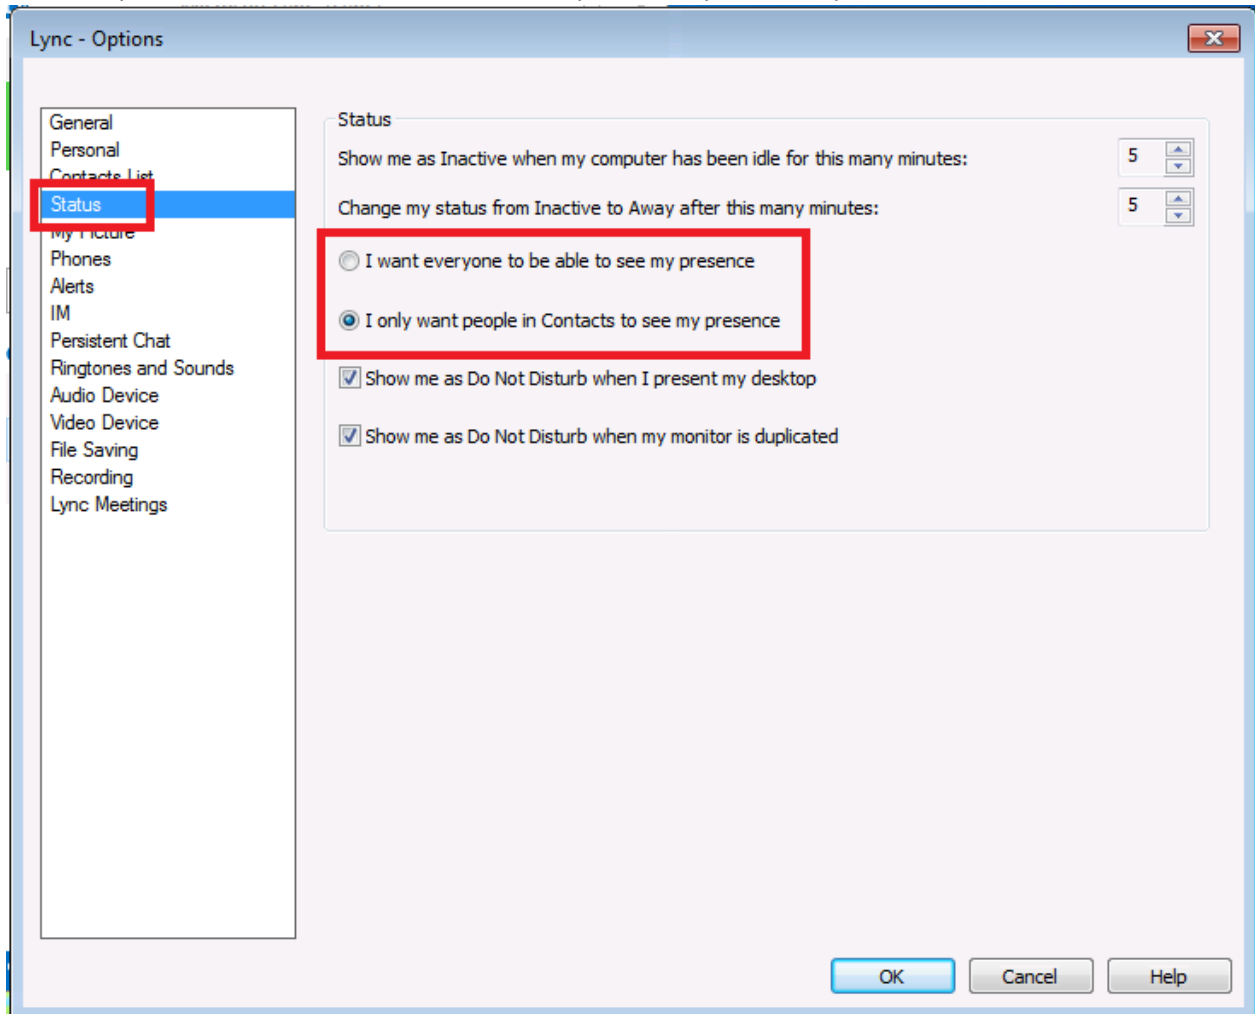 Lync - Options
General
Personal
Contacts List
Status
My Picture
Phones
Alerts
IM
Persistent Chat
Ringtones and Sounds
Audio Device
Video Device
File Saving
Recording
Lync Meetings
Status
Show me as Inactive when my computer has been idle for this many minutes: 5
Change my status from Inactive to Away after this many minutes: 5
I want everyone to be able to see my presence
I only want people in Contacts to see my presence
Show me as Do Not Disturb when I present my desktop
Show me as Do Not Disturb when my monitor is duplicated
OK Cancel Help